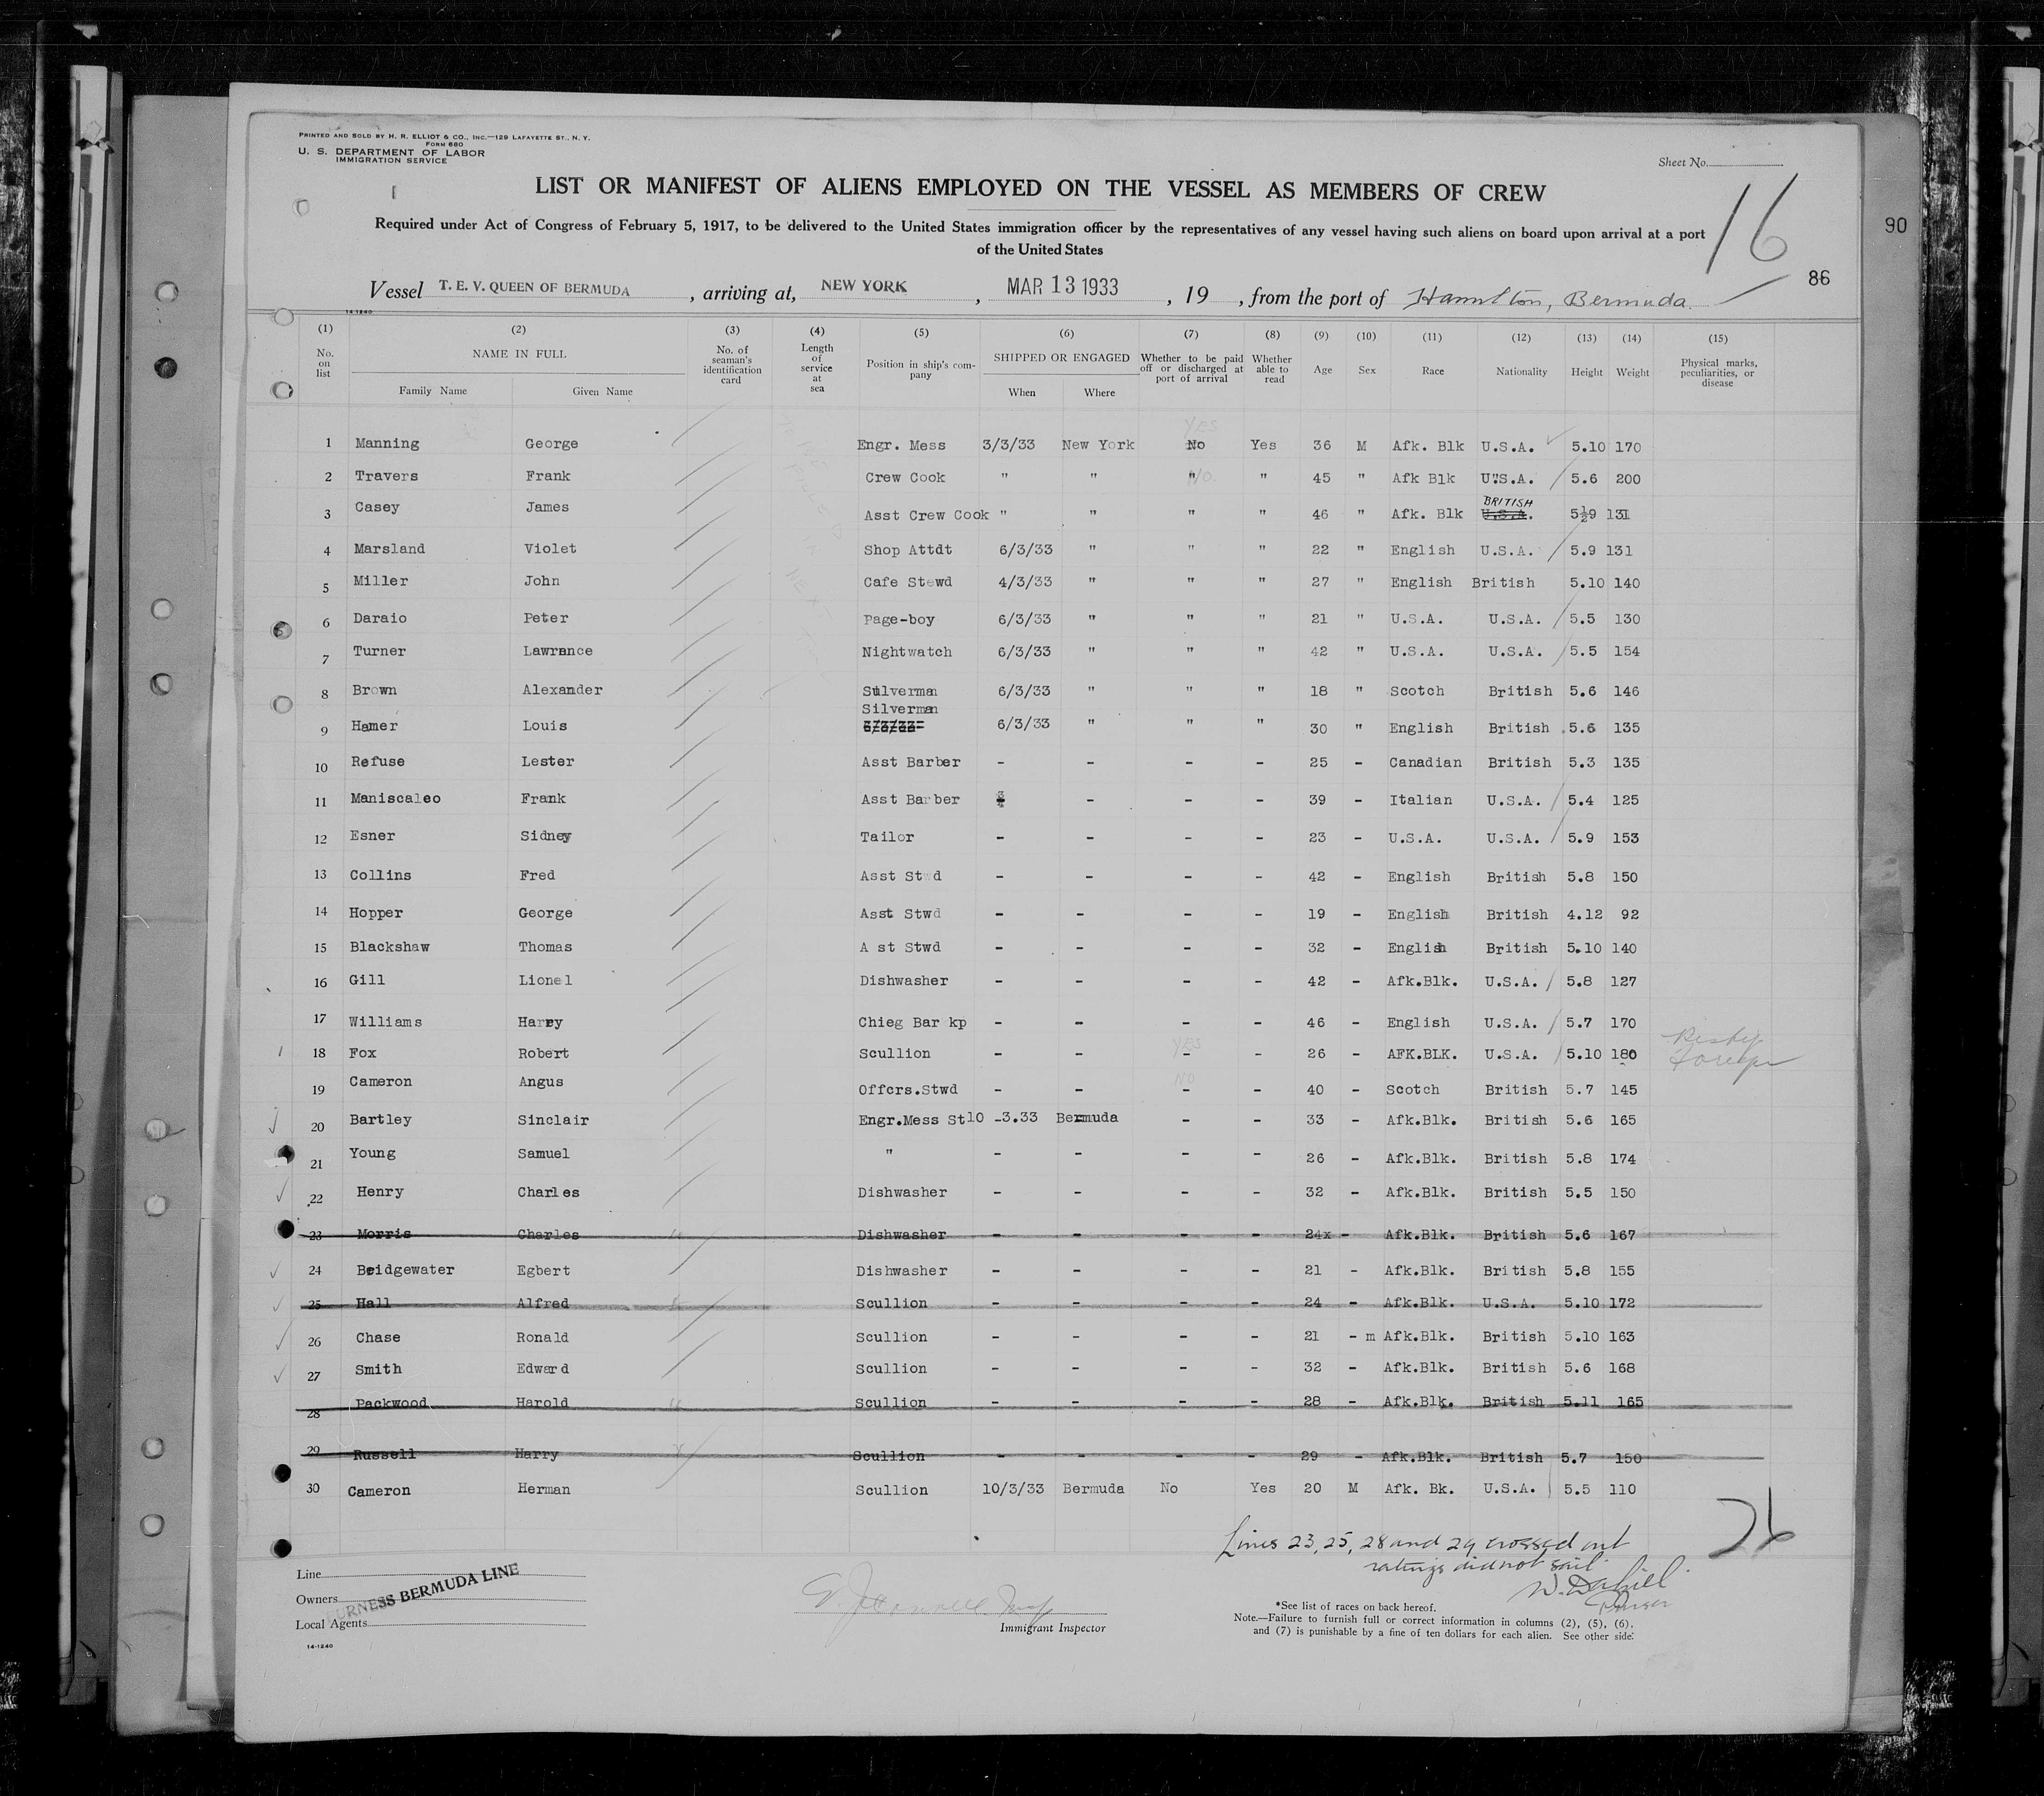 PRINTED AND SOLD BY H. R. ELLIOT & CO., INC.—129 LAFAYETTE ST., N. Y.
FORM 680
U. S. DEPARTMENT OF LABOR
IMMIGRATION SERVICE
Sheet No.
LIST OR MANIFEST OF ALIENS EMPLOYED ON THE VESSEL AS MEMBERS OF CREW
16
90
Required under Act of Congress of February 5, 1917, to be delivered to the United States immigration officer by the representatives of any vessel having such aliens on board upon arrival at a port
of the United States
86
Vessel T. E. V. QUEEN OF BERMUDA, arriving at, NEW YORK, MAR 13 1933, 19 , from the port of Hamilton, Bermuda
14-1240
(1) (2) (3) (4) (5) (6) (7) (8) (9) (10) (11) (12) (13) (14) (15)
No. on list NAME IN FULL Family Name Given Name No. of seaman's identification card Length of service at sea Position in ship's company SHIPPED OR ENGAGED When Where Whether to be paid off or discharged at port of arrival Whether able to read Age Sex Race Nationality Height Weight Physical marks, peculiarities, or disease
YES
1 Manning George Engr. Mess 3/3/33 New York No Yes 36 M Afk. Blk U.S.A. 5.10 170
2 Travers Frank Crew Cook " " " NO. " 45 " Afk Blk U"S.A. 5.6 200
BRITISH
3 Casey James Asst Crew Cook " " " " 46 " Afk. Blk U.S.A. 5½9 131
4 Marsland Violet Shop Attdt 6/3/33 " " " 22 " English U.S.A. 5.9 131
5 Miller John Cafe Stewd 4/3/33 " " " 27 " English British 5.10 140
6 Daraio Peter Page-boy 6/3/33 " " " 21 " U.S.A. U.S.A. 5.5 130
7 Turner Lawrence Nightwatch 6/3/33 " " " 42 " U.S.A. U.S.A. 5.5 154
8 Brown Alexander Sulverman 6/3/33 " " " 18 " Scotch British 5.6 146
Silverman
9 Hamer Louis 6/3/33 6/3/33 " " " 30 " English British 5.6 135
10 Refuse Lester Asst Barber - - - - 25 - Canadian British 5.3 135
11 Maniscaleo Frank Asst Barber - - - 39 - Italian U.S.A. 5.4 125
12 Esner Sidney Tailor - - - - 23 - U.S.A. U.S.A. 5.9 153
13 Collins Fred Asst Stwd - - - - 42 - English British 5.8 150
14 Hopper George Asst Stwd - - - - 19 - English British 4.12 92
15 Blackshaw Thomas A st Stwd - - - - 32 - English British 5.10 140
16 Gill Lionel Dishwasher - - - - 42 - Afk.Blk. U.S.A. 5.8 127
17 Williams Harry Chieg Bar kp - - - - 46 - English U.S.A. 5.7 170
YES
18 Fox Robert Scullion - - - - 26 - AFK.BLK. U.S.A. 5.10 180
NO
19 Cameron Angus Offcrs.Stwd - - - - 40 - Scotch British 5.7 145
20 Bartley Sinclair Engr.Mess St 10 -3.33 Bermuda - - 33 - Afk.Blk. British 5.6 165
21 Young Samuel " - - - - 26 - Afk.Blk. British 5.8 174
22 Henry Charles Dishwasher - - - - 32 - Afk.Blk. British 5.5 150
23 Morris Charles Dishwasher - - - - 24x - Afk.Blk. British 5.6 167
24 Bridgewater Egbert Dishwasher - - - - 21 - Afk.Blk. British 5.8 155
25 Hall Alfred Scullion - - - - 24 - Afk.Blk. U.S.A. 5.10 172
26 Chase Ronald Scullion - - - - 21 - m Afk.Blk. British 5.10 163
27 Smith Edward Scullion - - - - 32 - Afk.Blk. British 5.6 168
28 Packwood Harold Scullion - - - - 28 - Afk.Blk. British 5.11 165
29 Russell Harry Scullion - - - - 29 - Afk.Blk. British 5.7 150
30 Cameron Herman Scullion 10/3/33 Bermuda No Yes 20 M Afk. Bk. U.S.A. 5.5 110
26
Lines 23, 25, 28 and 29 crossed out
ratings did not sail.
Purser
Line
Owners FURNESS BERMUDA LINE
Local Agents
Immigrant Inspector
*See list of races on back hereof.
Note.—Failure to furnish full or correct information in columns (2), (5), (6),
and (7) is punishable by a fine of ten dollars for each alien. See other side.
14-1240